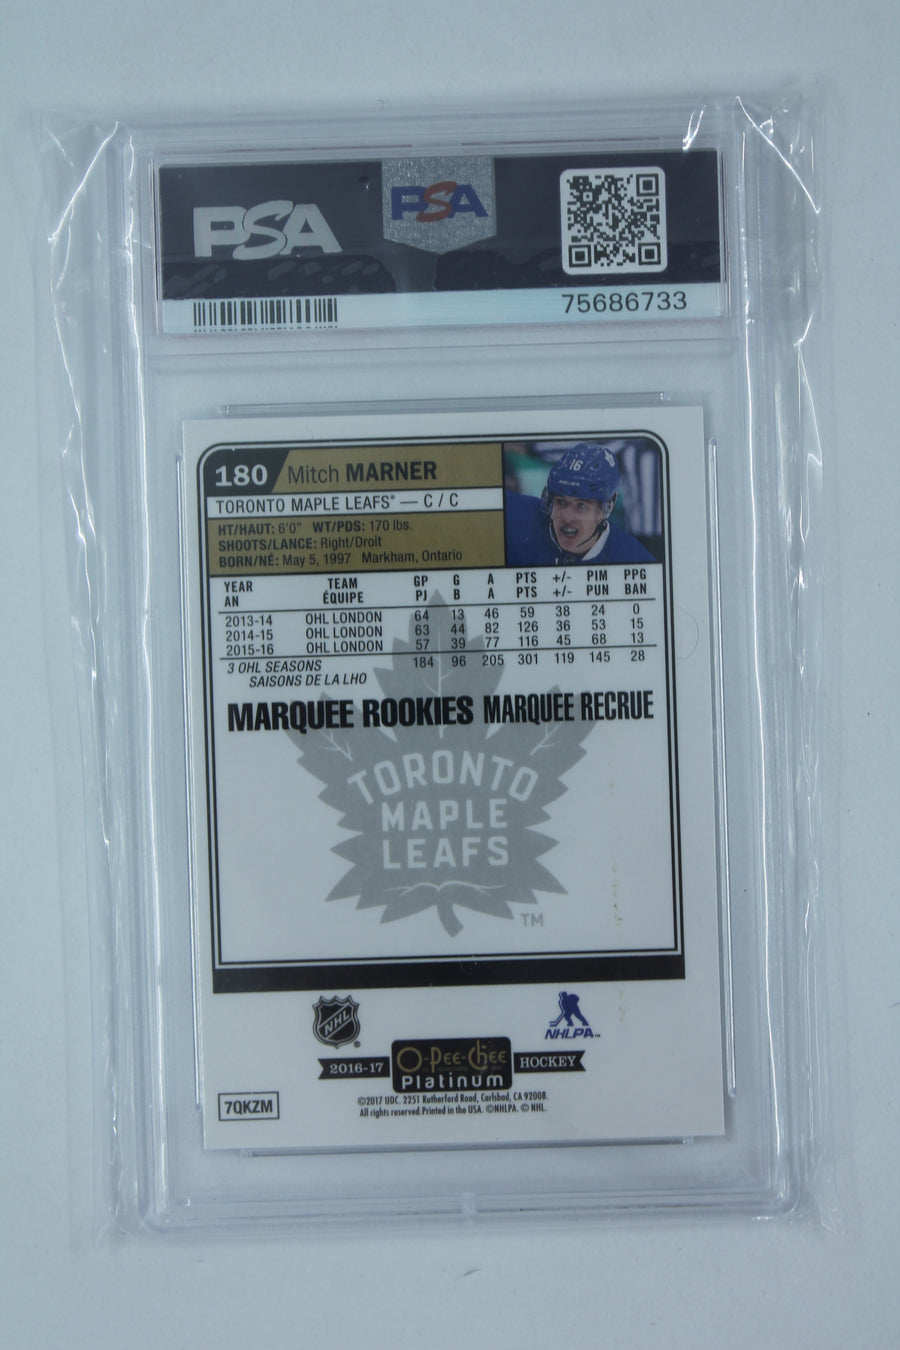 PSA PSA
75686733
180 Mitch MARNER
16
TORONTO MAPLE LEAFS® — C / C
HT/HAUT: 6'0" WT/PDS: 170 lbs.
SHOOTS/LANCE: Right/Droit
BORN/NÉ: May 5, 1997 Markham, Ontario
YEAR TEAM GP G A PTS +/- PIM PPG
AN ÉQUIPE PJ B A PTS +/- PUN BAN
2013-14 OHL LONDON 64 13 46 59 38 24 0
2014-15 OHL LONDON 63 44 82 126 36 53 15
2015-16 OHL LONDON 57 39 77 116 45 68 13
3 OHL SEASONS 184 96 205 301 119 145 28
SAISONS DE LA LHO
MARQUEE ROOKIES MARQUEE RECRUE
TORONTO
MAPLE
LEAFS
TM
NHL ®
NHLPA™
2016-17 O-Pee-Chee HOCKEY
Platinum
7QKZM
©2017 UDC. 2251 Rutherford Road, Carlsbad, CA 92008.
All rights reserved. Printed in the USA. ©NHLPA. © NHL.